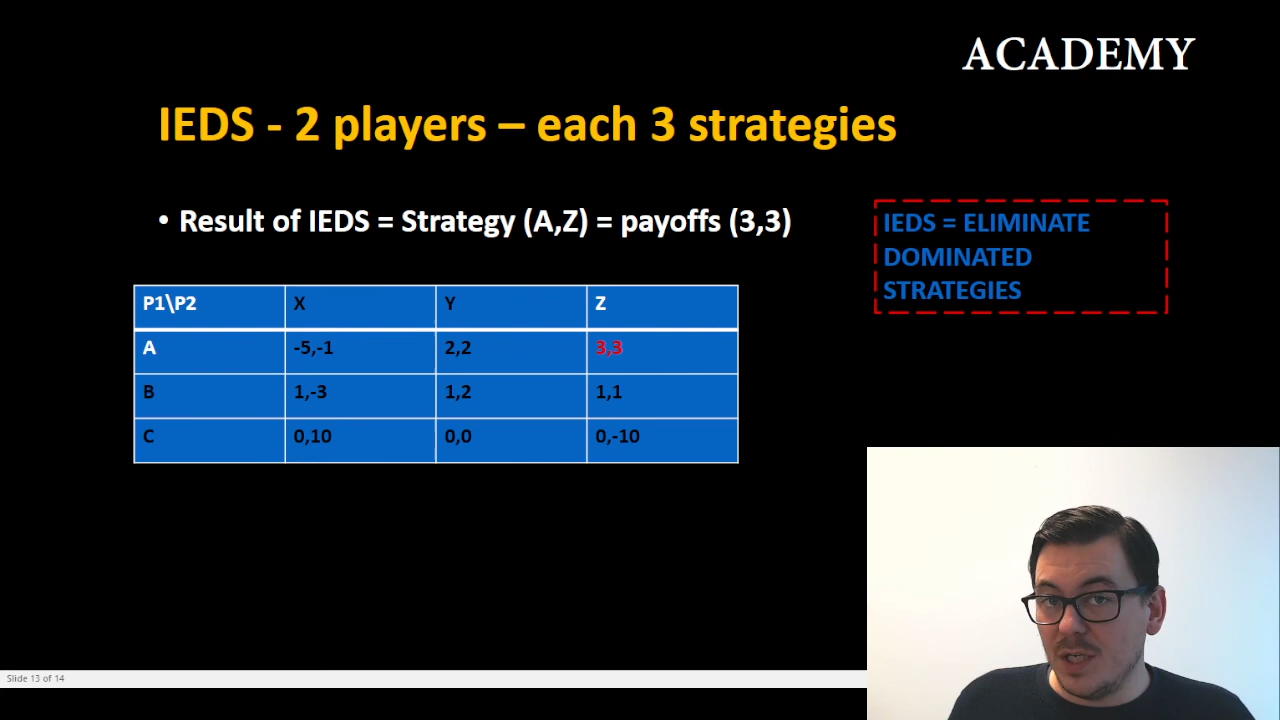 ACADEMY
IEDS - 2 players – each 3 strategies
• Result of IEDS = Strategy (A,Z) = payoffs (3,3)
IEDS = ELIMINATE
DOMINATED
STRATEGIES
P1\P2 X Y Z
A -5,-1 2,2 3,3
B 1,-3 1,2 1,1
C 0,10 0,0 0,-10
Slide 13 of 14